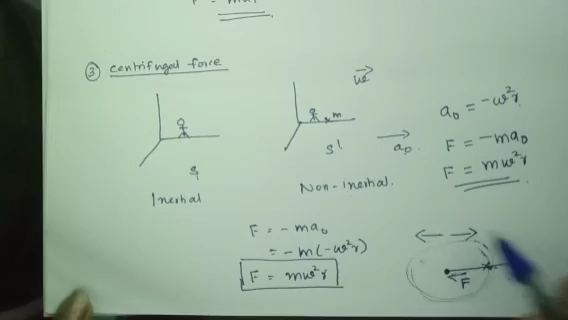 ③ centrifugal force
S
Inertial
ω
m
S'
a₀
Non-inertial.
a₀ = -ω²r
F = -ma₀
F = mω²r
F = -ma₀
= -m(-ω²r)
F = mω²r
F